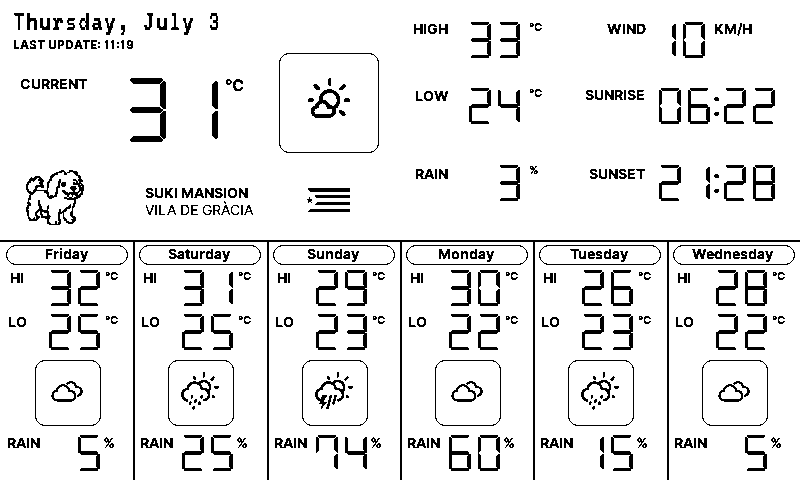 Thursday, July 3
LAST UPDATE: 11:19
CURRENT 31 °C
HIGH 33 °C
WIND 10 KM/H
LOW 24 °C
SUNRISE 06:22
RAIN 3 %
SUNSET 21:28
SUKI MANSION
VILA DE GRÀCIA
Friday
HI 32 °C
LO 25 °C
RAIN 5 %
Saturday
HI 31 °C
LO 25 °C
RAIN 25 %
Sunday
HI 29 °C
LO 23 °C
RAIN 74 %
Monday
HI 30 °C
LO 22 °C
RAIN 60 %
Tuesday
HI 26 °C
LO 23 °C
RAIN 15 %
Wednesday
HI 28 °C
LO 22 °C
RAIN 5 %